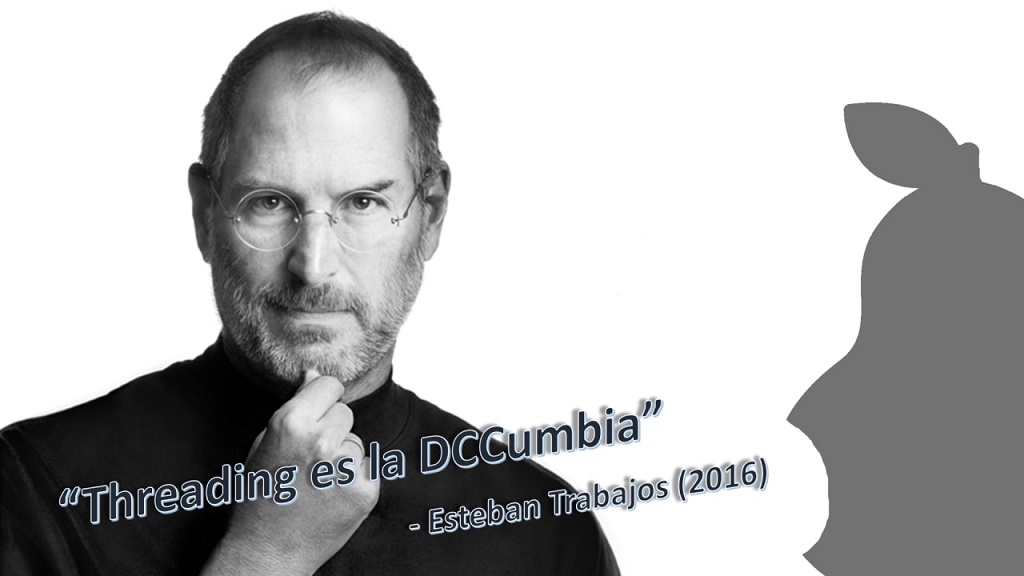 “Threading es la DCCumbia”
- Esteban Trabajos (2016)